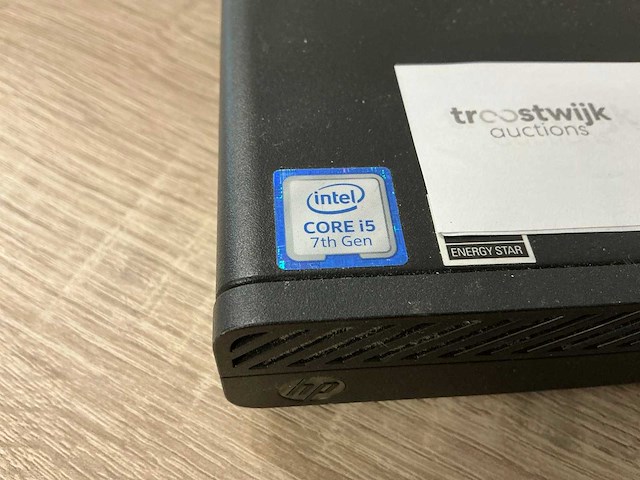 troostwijk
auctions
intel
CORE i5
7th Gen
ENERGY STAR
hp